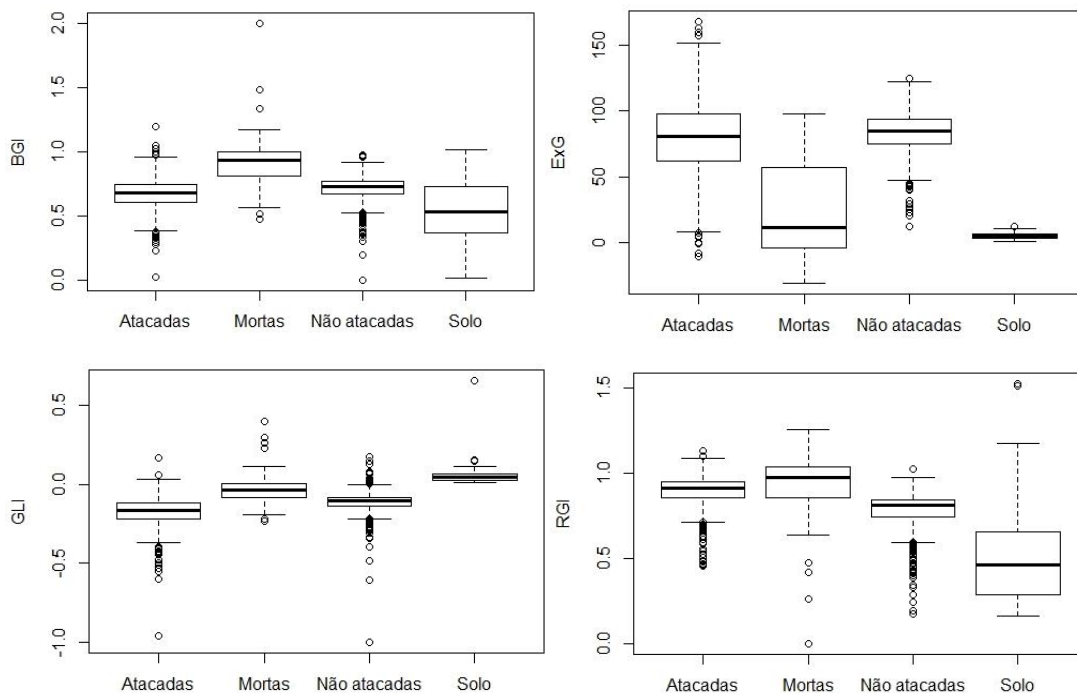 BGI
2.0
1.5
1.0
0.5
0.0
Atacadas Mortas Não atacadas Solo
ExG
150
100
50
0
Atacadas Mortas Não atacadas Solo
GLI
0.5
0.0
-0.5
-1.0
Atacadas Mortas Não atacadas Solo
RGI
1.5
1.0
0.5
0.0
Atacadas Mortas Não atacadas Solo